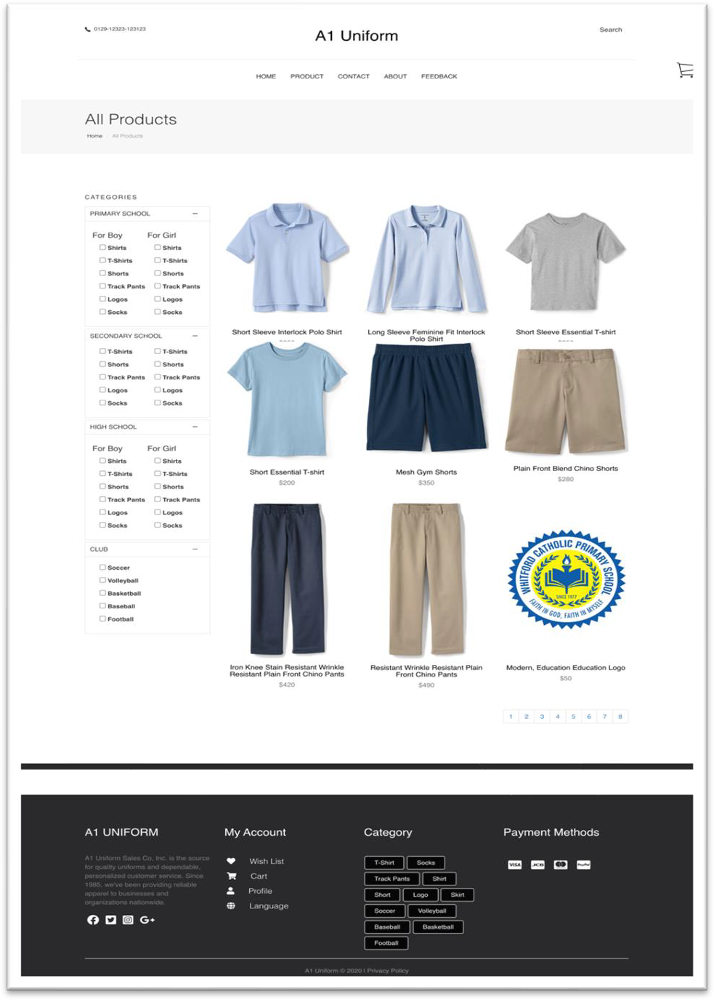 0129-12323-123123
A1 Uniform
Search
HOME PRODUCT CONTACT ABOUT FEEDBACK
All Products
Home / All Products
CATEGORIES
PRIMARY SCHOOL
For Boy For Girl
Shirts Shirts
T-Shirts T-Shirts
Shorts Shorts
Track Pants Track Pants
Logos Logos
Socks Socks
SECONDARY SCHOOL
T-Shirts T-Shirts
Shorts Shorts
Track Pants Track Pants
Logos Logos
Socks Socks
HIGH SCHOOL
For Boy For Girl
Shirts Shirts
T-Shirts T-Shirts
Shorts Shorts
Track Pants Track Pants
Logos Logos
Socks Socks
CLUB
Soccer
Volleyball
Basketball
Baseball
Football
Short Sleeve Interlock Polo Shirt
Long Sleeve Feminine Fit Interlock
Polo Shirt
Short Sleeve Essential T-shirt
Short Essential T-shirt
$200
Mesh Gym Shorts
$350
Plain Front Blend Chino Shorts
$280
Iron Knee Stain Resistant Wrinkle
Resistant Plain Front Chino Pants
$420
Resistant Wrinkle Resistant Plain
Front Chino Pants
$490
WHITFORD CATHOLIC PRIMARY SCHOOL
SINCE 1977
FAITH IN GOD, FAITH IN MYSELF
Modern, Education Education Logo
$50
1 2 3 4 5 6 7 8
A1 UNIFORM
A1 Uniform Sales Co, Inc. is the source
for quality uniforms and dependable,
personalized customer service. Since
1985, we've been providing reliable
apparel to businesses and
organizations nationwide.
My Account
Wish List
Cart
Profile
Language
Category
T-Shirt Socks
Track Pants Shirt
Short Logo Skirt
Soccer Volleyball
Baseball Basketball
Football
Payment Methods
VISA JCB PayPal
A1 Uniform © 2020 | Privacy Policy